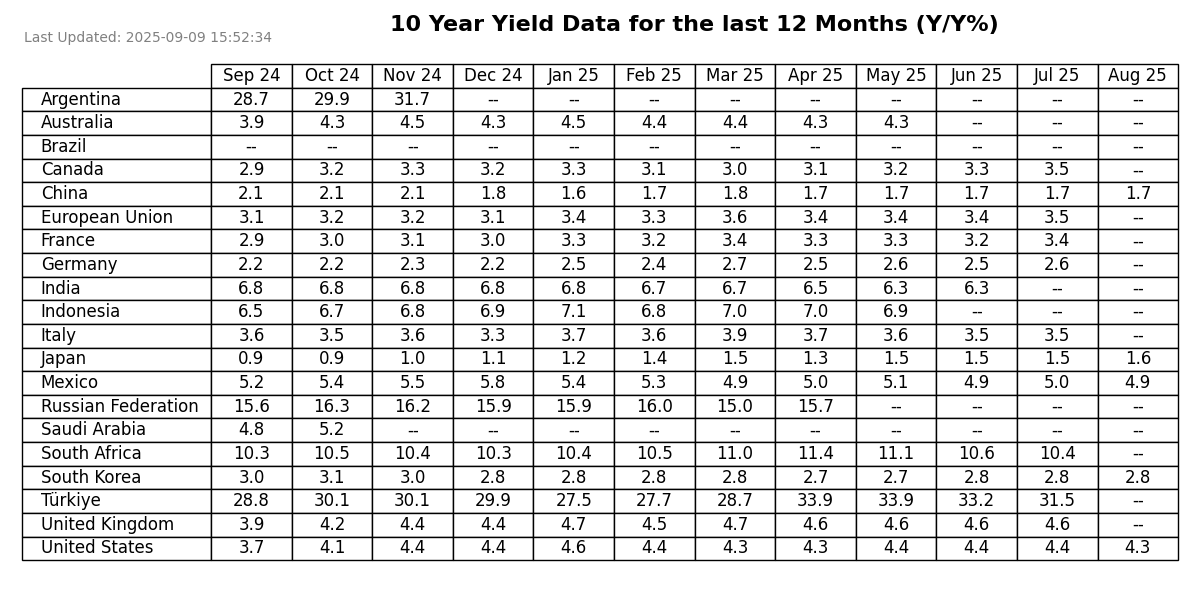 10 Year Yield Data for the last 12 Months (Y/Y%)
Last Updated: 2025-09-09 15:52:34
Sep 24 Oct 24 Nov 24 Dec 24 Jan 25 Feb 25 Mar 25 Apr 25 May 25 Jun 25 Jul 25 Aug 25
Argentina 28.7 29.9 31.7 -- -- -- -- -- -- -- -- --
Australia 3.9 4.3 4.5 4.3 4.5 4.4 4.4 4.3 4.3 -- -- --
Brazil -- -- -- -- -- -- -- -- -- -- -- --
Canada 2.9 3.2 3.3 3.2 3.3 3.1 3.0 3.1 3.2 3.3 3.5 --
China 2.1 2.1 2.1 1.8 1.6 1.7 1.8 1.7 1.7 1.7 1.7 1.7
European Union 3.1 3.2 3.2 3.1 3.4 3.3 3.6 3.4 3.4 3.4 3.5 --
France 2.9 3.0 3.1 3.0 3.3 3.2 3.4 3.3 3.3 3.2 3.4 --
Germany 2.2 2.2 2.3 2.2 2.5 2.4 2.7 2.5 2.6 2.5 2.6 --
India 6.8 6.8 6.8 6.8 6.8 6.7 6.7 6.5 6.3 6.3 -- --
Indonesia 6.5 6.7 6.8 6.9 7.1 6.8 7.0 7.0 6.9 -- -- --
Italy 3.6 3.5 3.6 3.3 3.7 3.6 3.9 3.7 3.6 3.5 3.5 --
Japan 0.9 0.9 1.0 1.1 1.2 1.4 1.5 1.3 1.5 1.5 1.5 1.6
Mexico 5.2 5.4 5.5 5.8 5.4 5.3 4.9 5.0 5.1 4.9 5.0 4.9
Russian Federation 15.6 16.3 16.2 15.9 15.9 16.0 15.0 15.7 -- -- -- --
Saudi Arabia 4.8 5.2 -- -- -- -- -- -- -- -- -- --
South Africa 10.3 10.5 10.4 10.3 10.4 10.5 11.0 11.4 11.1 10.6 10.4 --
South Korea 3.0 3.1 3.0 2.8 2.8 2.8 2.8 2.7 2.7 2.8 2.8 2.8
Türkiye 28.8 30.1 30.1 29.9 27.5 27.7 28.7 33.9 33.9 33.2 31.5 --
United Kingdom 3.9 4.2 4.4 4.4 4.7 4.5 4.7 4.6 4.6 4.6 4.6 --
United States 3.7 4.1 4.4 4.4 4.6 4.4 4.3 4.3 4.4 4.4 4.4 4.3